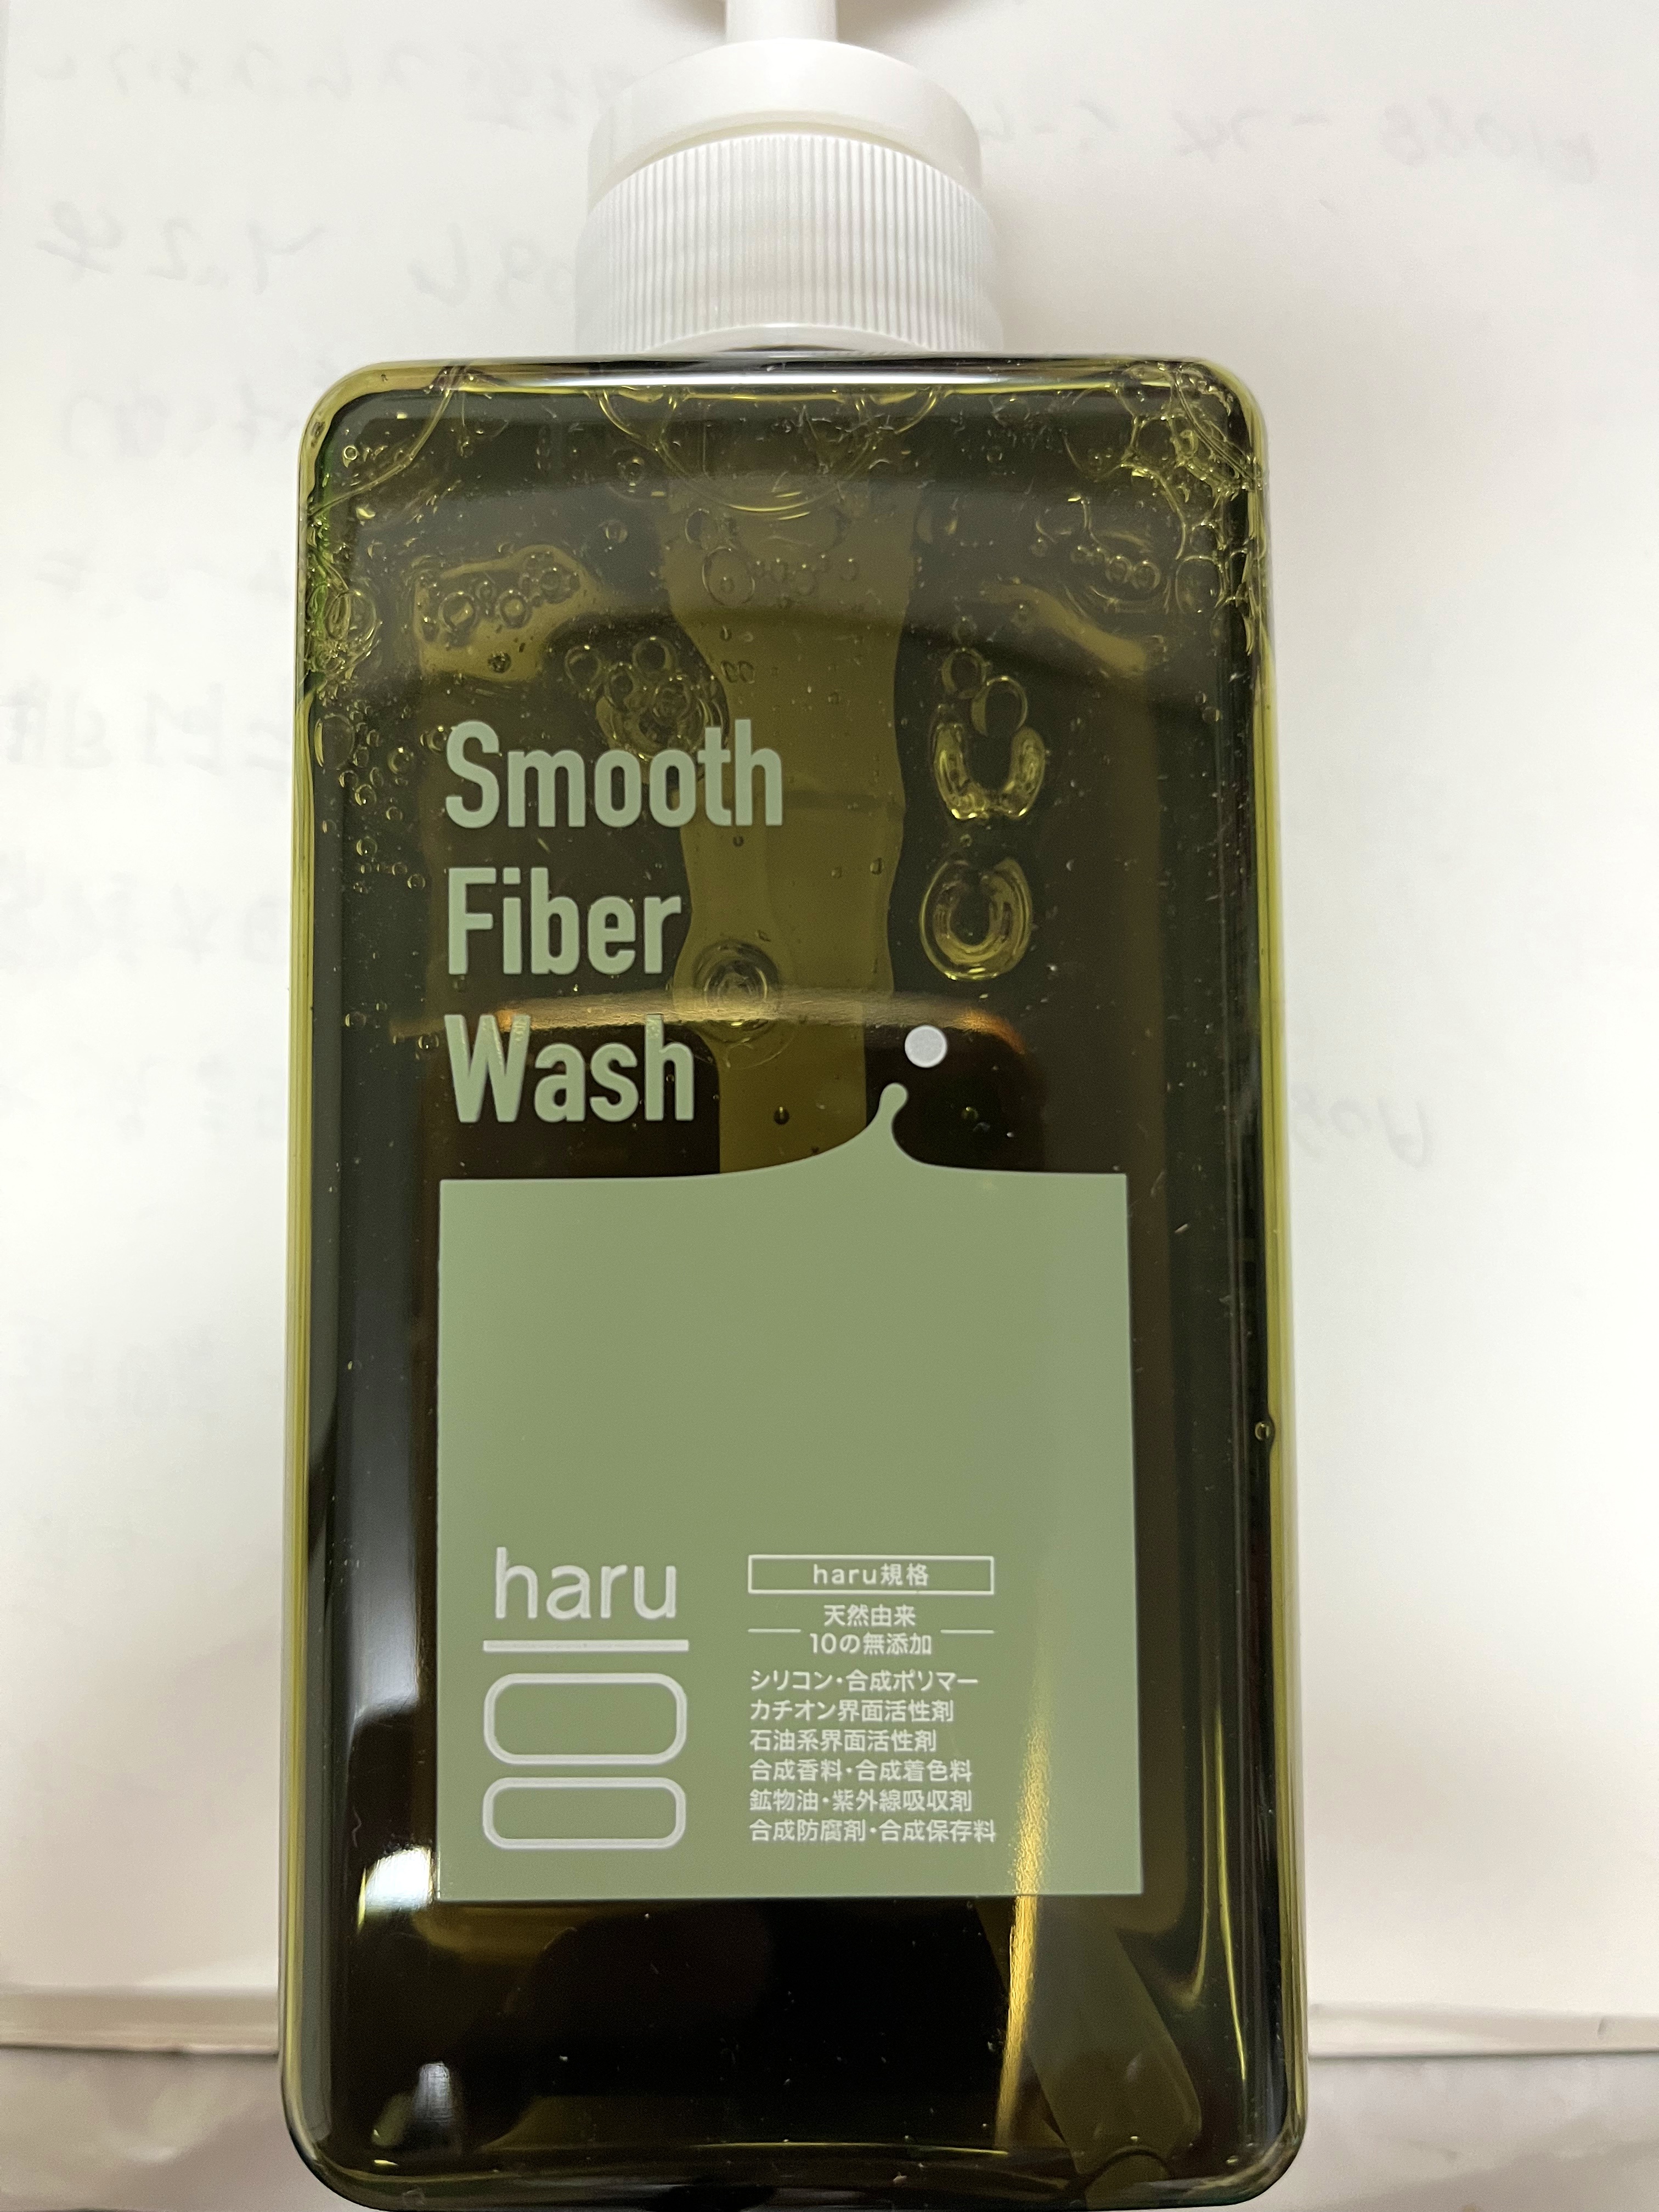 Smooth
Fiber
Wash
haru
haru規格
天然由来
10の無添加
シリコン・合成ポリマー
カチオン界面活性剤
石油系界面活性剤
合成香料・合成着色料
鉱物油・紫外線吸収剤
合成防腐剤・合成保存料